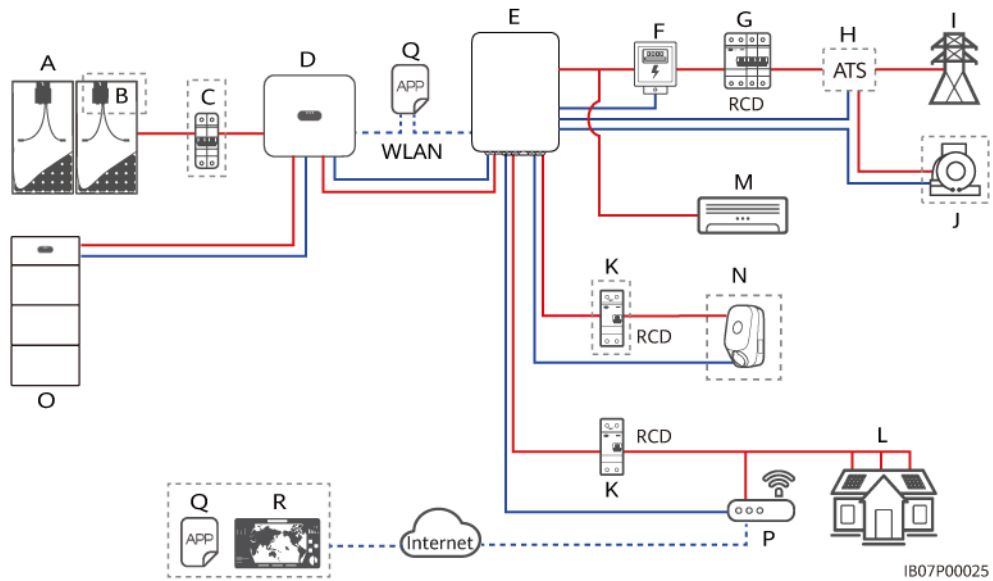 E
F
G
H
I
A
B
C
D
Q
APP
WLAN
RCD
ATS
J
M
K
RCD
N
O
RCD
K
L
Q
APP
R
Internet
P
IB07P00025